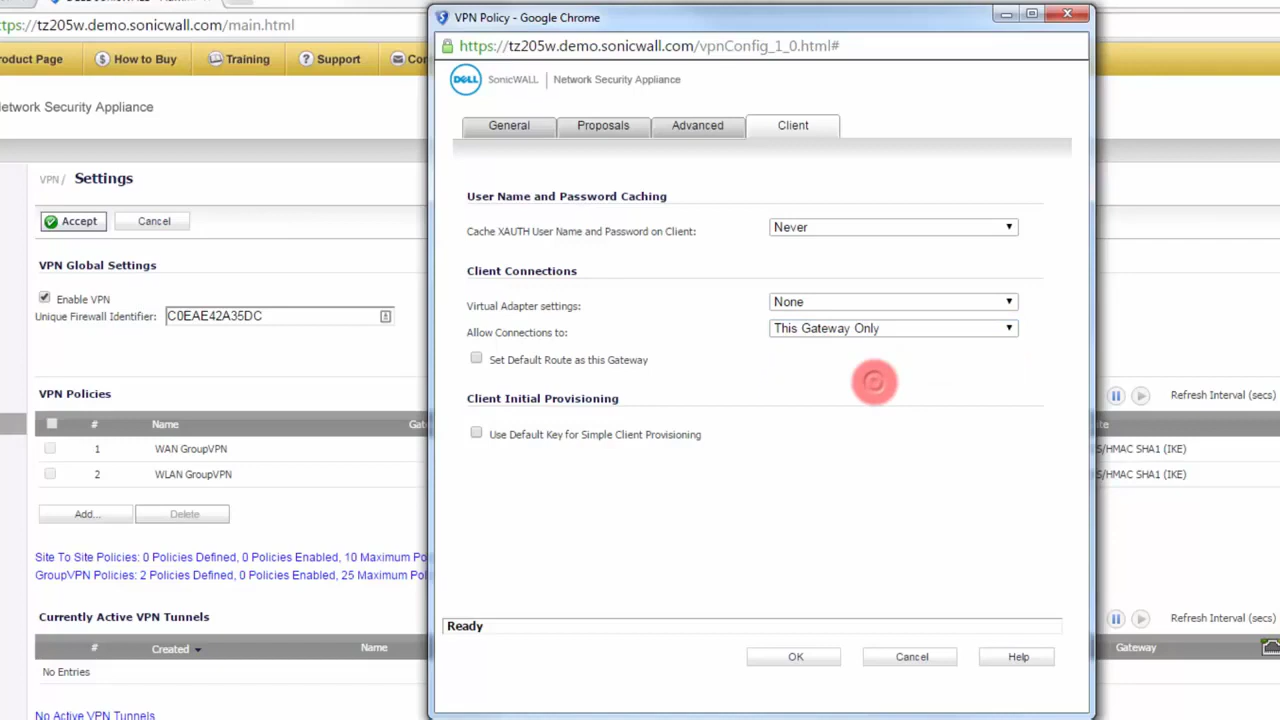 VPN Policy - Google Chrome
tps://tz205w.demo.sonicwall.com/main.html
https://tz205w.demo.sonicwall.com/vpnConfig_1_0.html#
roduct Page
How to Buy
Training
Support
Con
DELL
SonicWALL
Network Security Appliance
etwork Security Appliance
General
Proposals
Advanced
Client
VPN / Settings
Accept
Cancel
VPN Global Settings
Enable VPN
Unique Firewall Identifier:
C0EAE42A35DC
VPN Policies
# Name Gat
1 WAN GroupVPN
2 WLAN GroupVPN
Add...
Delete
Site To Site Policies: 0 Policies Defined, 0 Policies Enabled, 10 Maximum Po
GroupVPN Policies: 2 Policies Defined, 0 Policies Enabled, 25 Maximum Pol
Currently Active VPN Tunnels
# Created Name
No Entries
No Active VPN Tunnels
User Name and Password Caching
Cache XAUTH User Name and Password on Client:
Never
Client Connections
Virtual Adapter settings:
None
Allow Connections to:
This Gateway Only
Set Default Route as this Gateway
Client Initial Provisioning
Use Default Key for Simple Client Provisioning
Ready
OK
Cancel
Help
Refresh Interval (secs)
te
S/HMAC SHA1 (IKE)
S/HMAC SHA1 (IKE)
Refresh Interval (secs)
Gateway